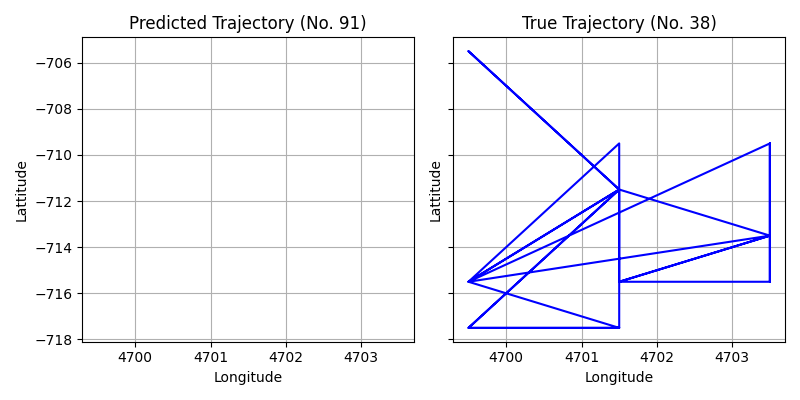 Predicted Trajectory (No. 91)
True Trajectory (No. 38)
−706
−708
−710
−712
−714
−716
−718
Lattitude
Lattitude
4700 4701 4702 4703
4700 4701 4702 4703
Longitude
Longitude